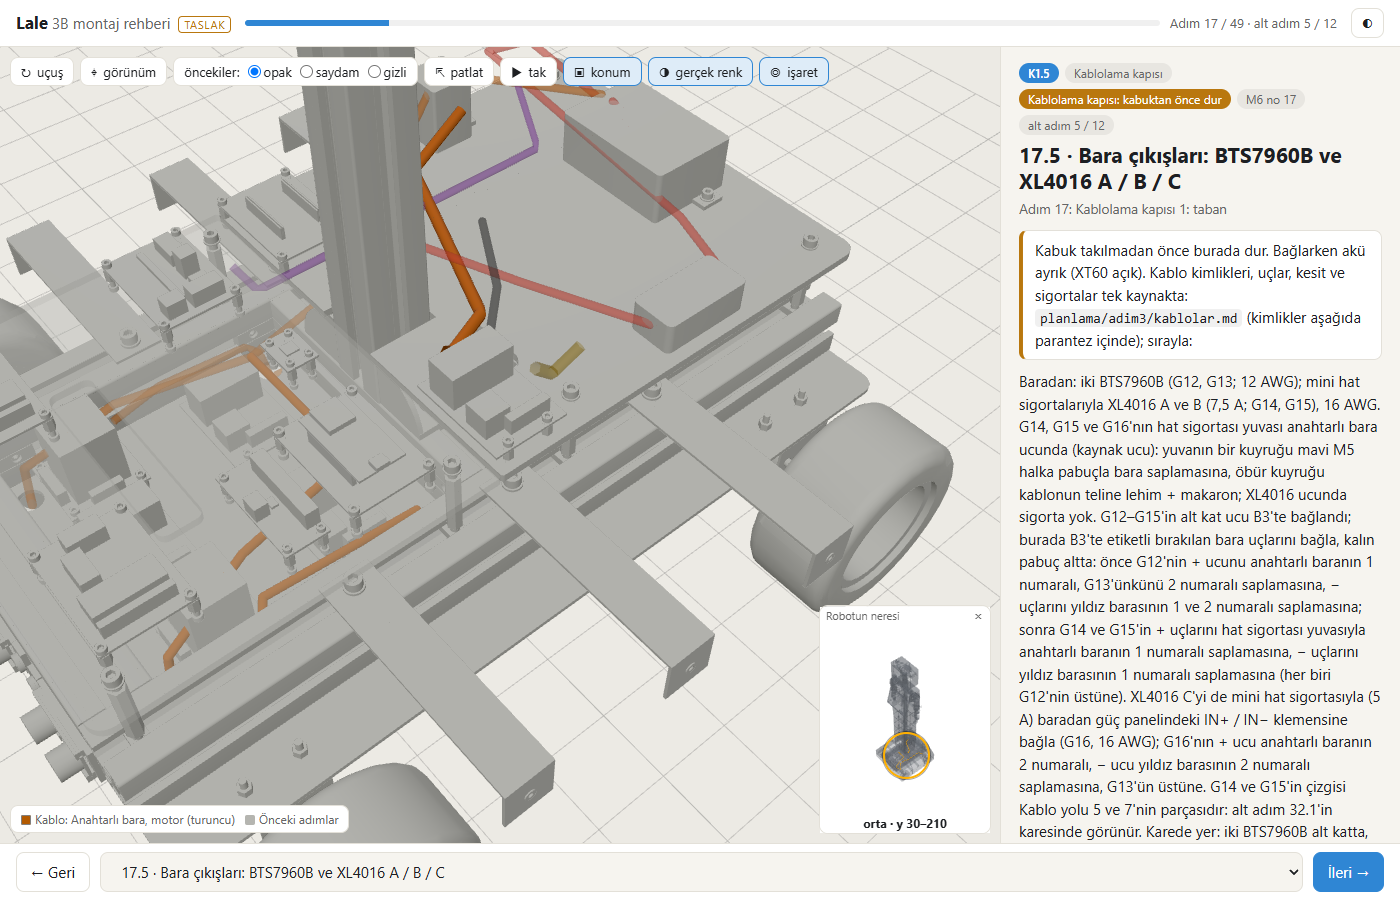 Lale 3B montaj rehberi TASLAK
Adım 17 / 49 · alt adım 5 / 12
↻ uçuş
⌖ görünüm
öncekiler: opak saydam gizli
⇱ patlat
▶ tak
▣ konum
◑ gerçek renk
◎ işaret
K1.5 Kablolama kapısı
Kablolama kapısı: kabuktan önce dur M6 no 17
alt adım 5 / 12
17.5 · Bara çıkışları: BTS7960B ve
XL4016 A / B / C
Adım 17: Kablolama kapısı 1: taban
Kabuk takılmadan önce burada dur. Bağlarken akü
ayrık (XT60 açık). Kablo kimlikleri, uçlar, kesit ve
sigortalar tek kaynakta:
planlama/adim3/kablolar.md (kimlikler aşağıda
parantez içinde); sırayla:
Baradan: iki BTS7960B (G12, G13; 12 AWG); mini hat
sigortalarıyla XL4016 A ve B (7,5 A; G14, G15), 16 AWG.
G14, G15 ve G16'nın hat sigortası yuvası anahtarlı bara
ucunda (kaynak ucu): yuvanın bir kuyruğu mavi M5
halka pabuçla bara saplamasına, öbür kuyruğu
kablonun teline lehim + makaron; XL4016 ucunda
sigorta yok. G12–G15'in alt kat ucu B3'te bağlandı;
burada B3'te etiketli bırakılan bara uçlarını bağla, kalın
pabuç altta: önce G12'nin + ucunu anahtarlı baranın 1
numaralı, G13'ünkünü 2 numaralı saplamasına, −
uçlarını yıldız barasının 1 ve 2 numaralı saplamasına;
sonra G14 ve G15'in + uçlarını hat sigortası yuvasıyla
anahtarlı baranın 1 numaralı saplamasına, − uçlarını
yıldız barasının 1 numaralı saplamasına (her biri
G12'nin üstüne). XL4016 C'yi de mini hat sigortasıyla (5
A) baradan güç panelindeki IN+ / IN− klemensine
bağla (G16, 16 AWG); G16'nın + ucu anahtarlı baranın
2 numaralı, − ucu yıldız barasının 2 numaralı
saplamasına, G13'ün üstüne. G14 ve G15'in çizgisi
Kablo yolu 5 ve 7'nin parçasıdır: alt adım 32.1'in
karesinde görünür. Karede yer: iki BTS7960B alt katta,
Robotun neresi ×
orta · y 30–210
Kablo: Anahtarlı bara, motor (turuncu) Önceki adımlar
← Geri
17.5 · Bara çıkışları: BTS7960B ve XL4016 A / B / C
İleri →